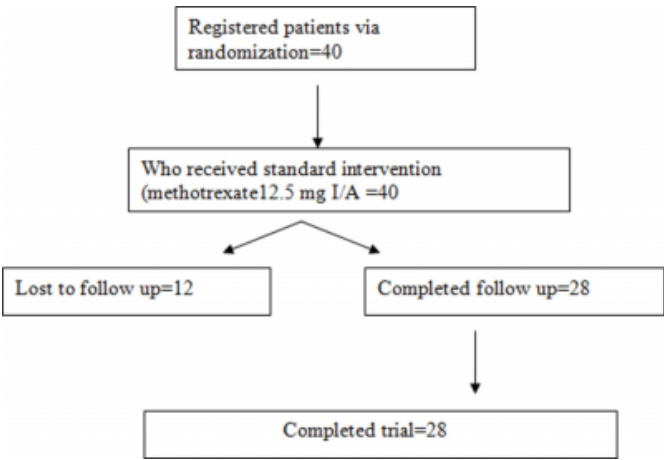 Registered patients via
randomization=40
Who received standard intervention
(methotrexate12.5 mg I/A =40
Lost to follow up=12
Completed follow up=28
Completed trial=28